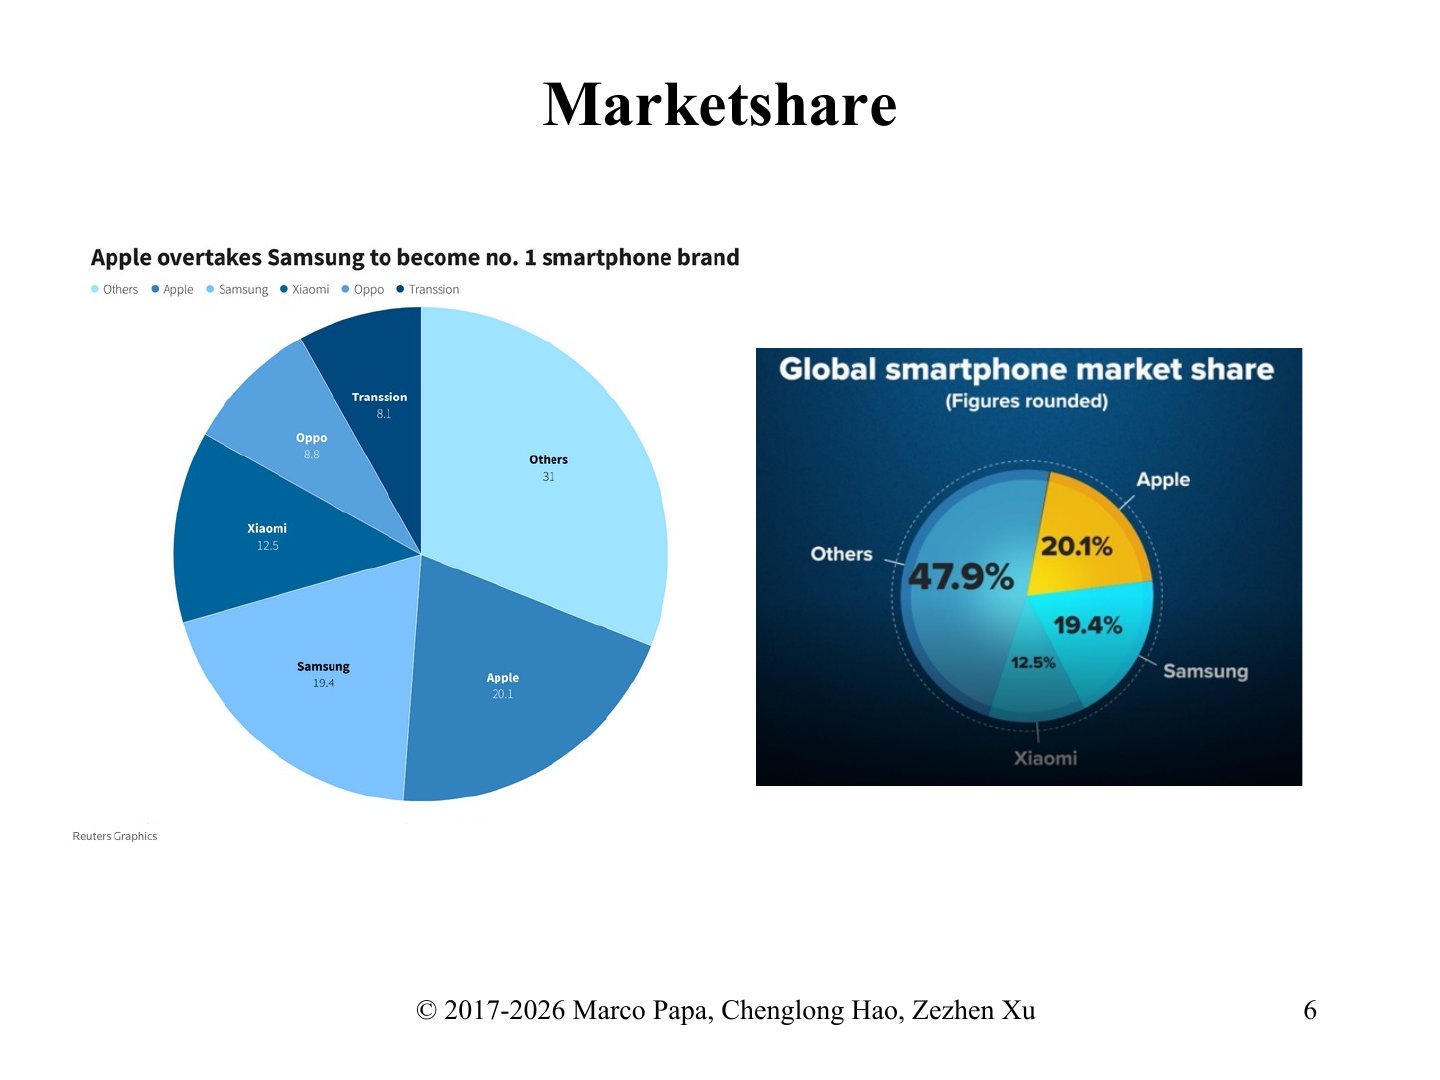 Marketshare
Apple overtakes Samsung to become no. 1 smartphone brand
Others Apple Samsung Xiaomi Oppo Transsion
Transsion
8.1
Oppo
8.8
Others
31
Xiaomi
12.5
Samsung
19.4
Apple
20.1
Reuters Graphics
Global smartphone market share
(Figures rounded)
Apple
20.1%
Others
47.9%
19.4%
Samsung
12.5%
Xiaomi
© 2017-2026 Marco Papa, Chenglong Hao, Zezhen Xu
6